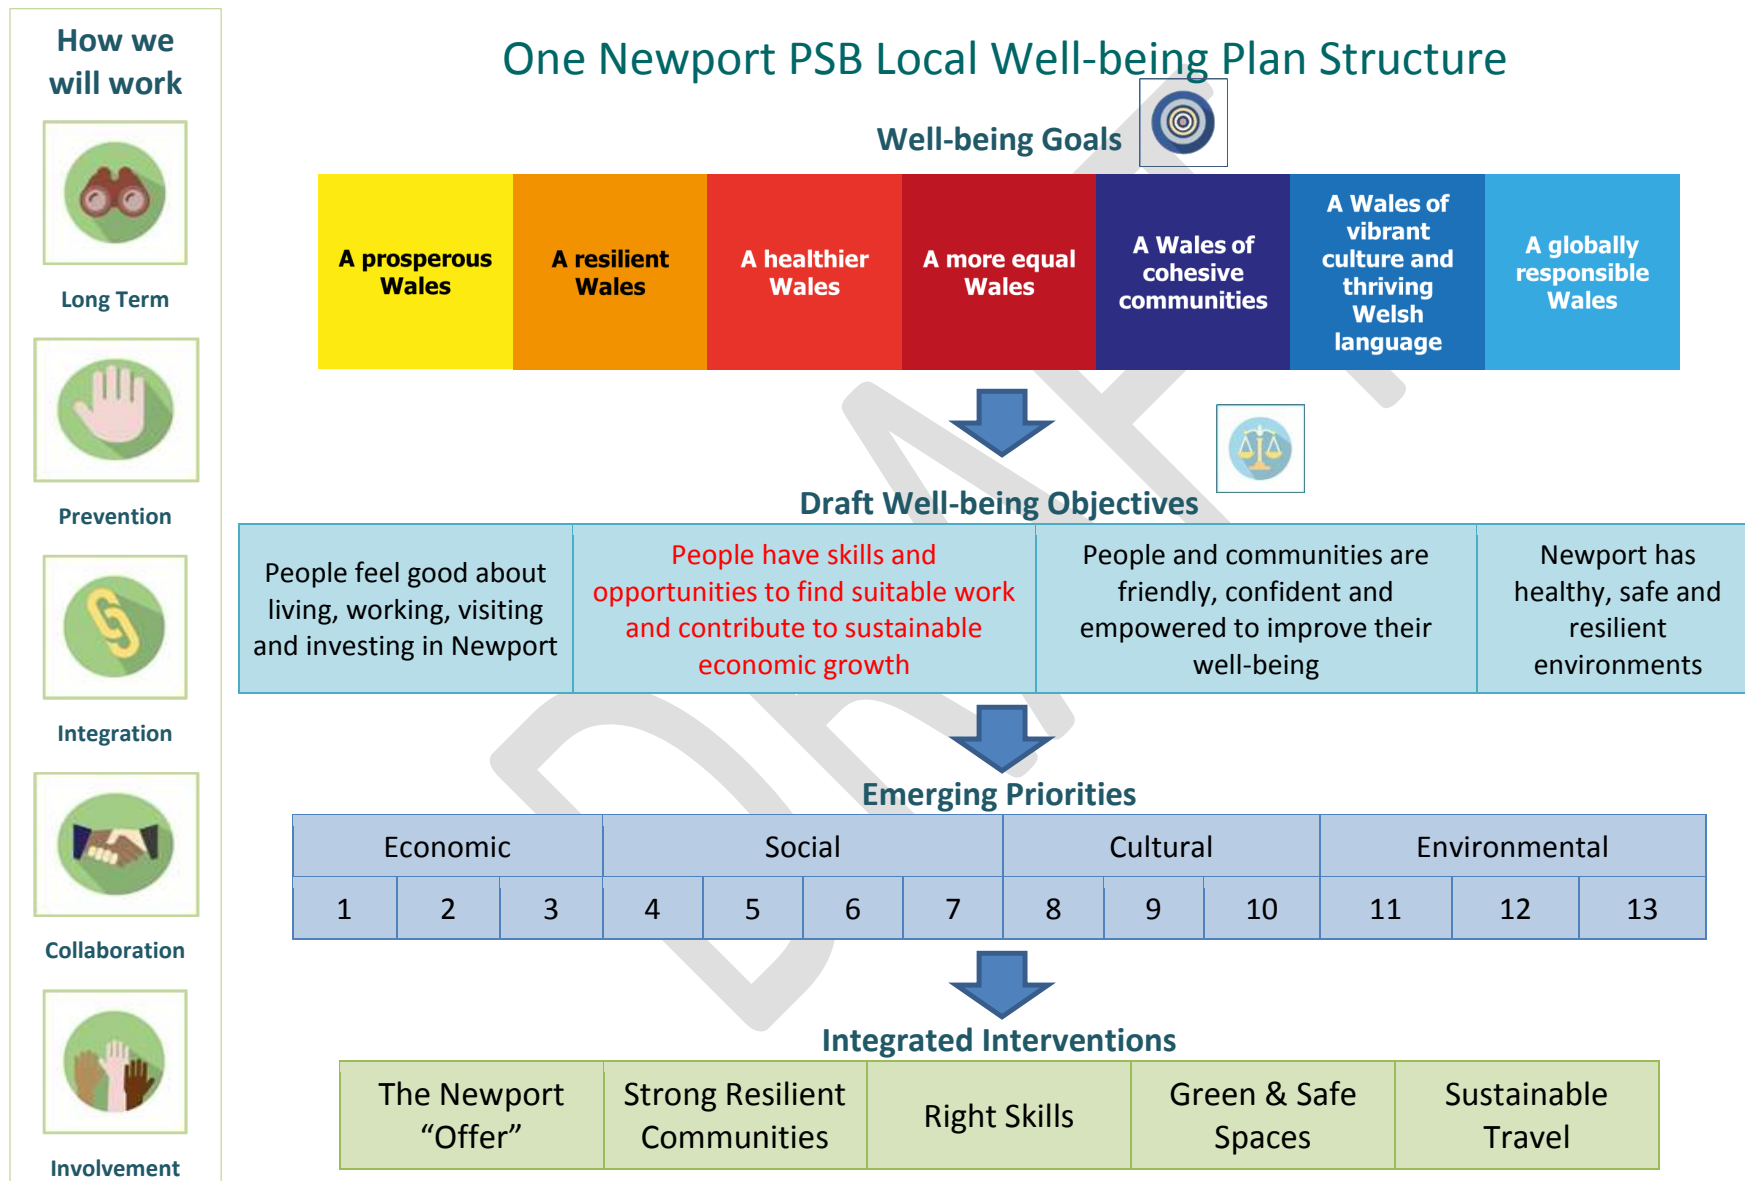 How we
will work
Long Term
Prevention
Integration
Collaboration
Involvement
One Newport PSB Local Well-being Plan Structure
Well-being Goals
A prosperous
Wales
A resilient
Wales
A healthier
Wales
A more equal
Wales
A Wales of
cohesive
communities
A Wales of
vibrant
culture and
thriving
Welsh
language
A globally
responsible
Wales
Draft Well-being Objectives
People feel good about
living, working, visiting
and investing in Newport
People have skills and
opportunities to find suitable work
and contribute to sustainable
economic growth
People and communities are
friendly, confident and
empowered to improve their
well-being
Newport has
healthy, safe and
resilient
environments
Emerging Priorities
Economic Social Cultural Environmental
1 2 3 4 5 6 7 8 9 10 11 12 13
Integrated Interventions
The Newport
“Offer”
Strong Resilient
Communities
Right Skills
Green & Safe
Spaces
Sustainable
Travel
DRAFT